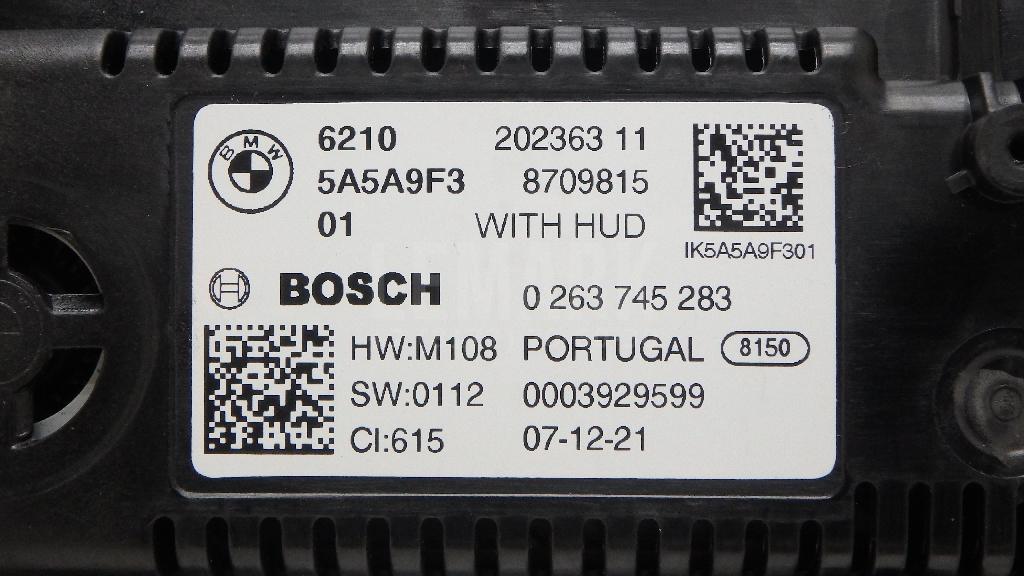 BMW
6210 202363 11
5A5A9F3 8709815
01 WITH HUD
IK5A5A9F301
BOSCH 0 263 745 283
HW:M108 PORTUGAL 8150
SW:0112 0003929599
CI:615 07-12-21